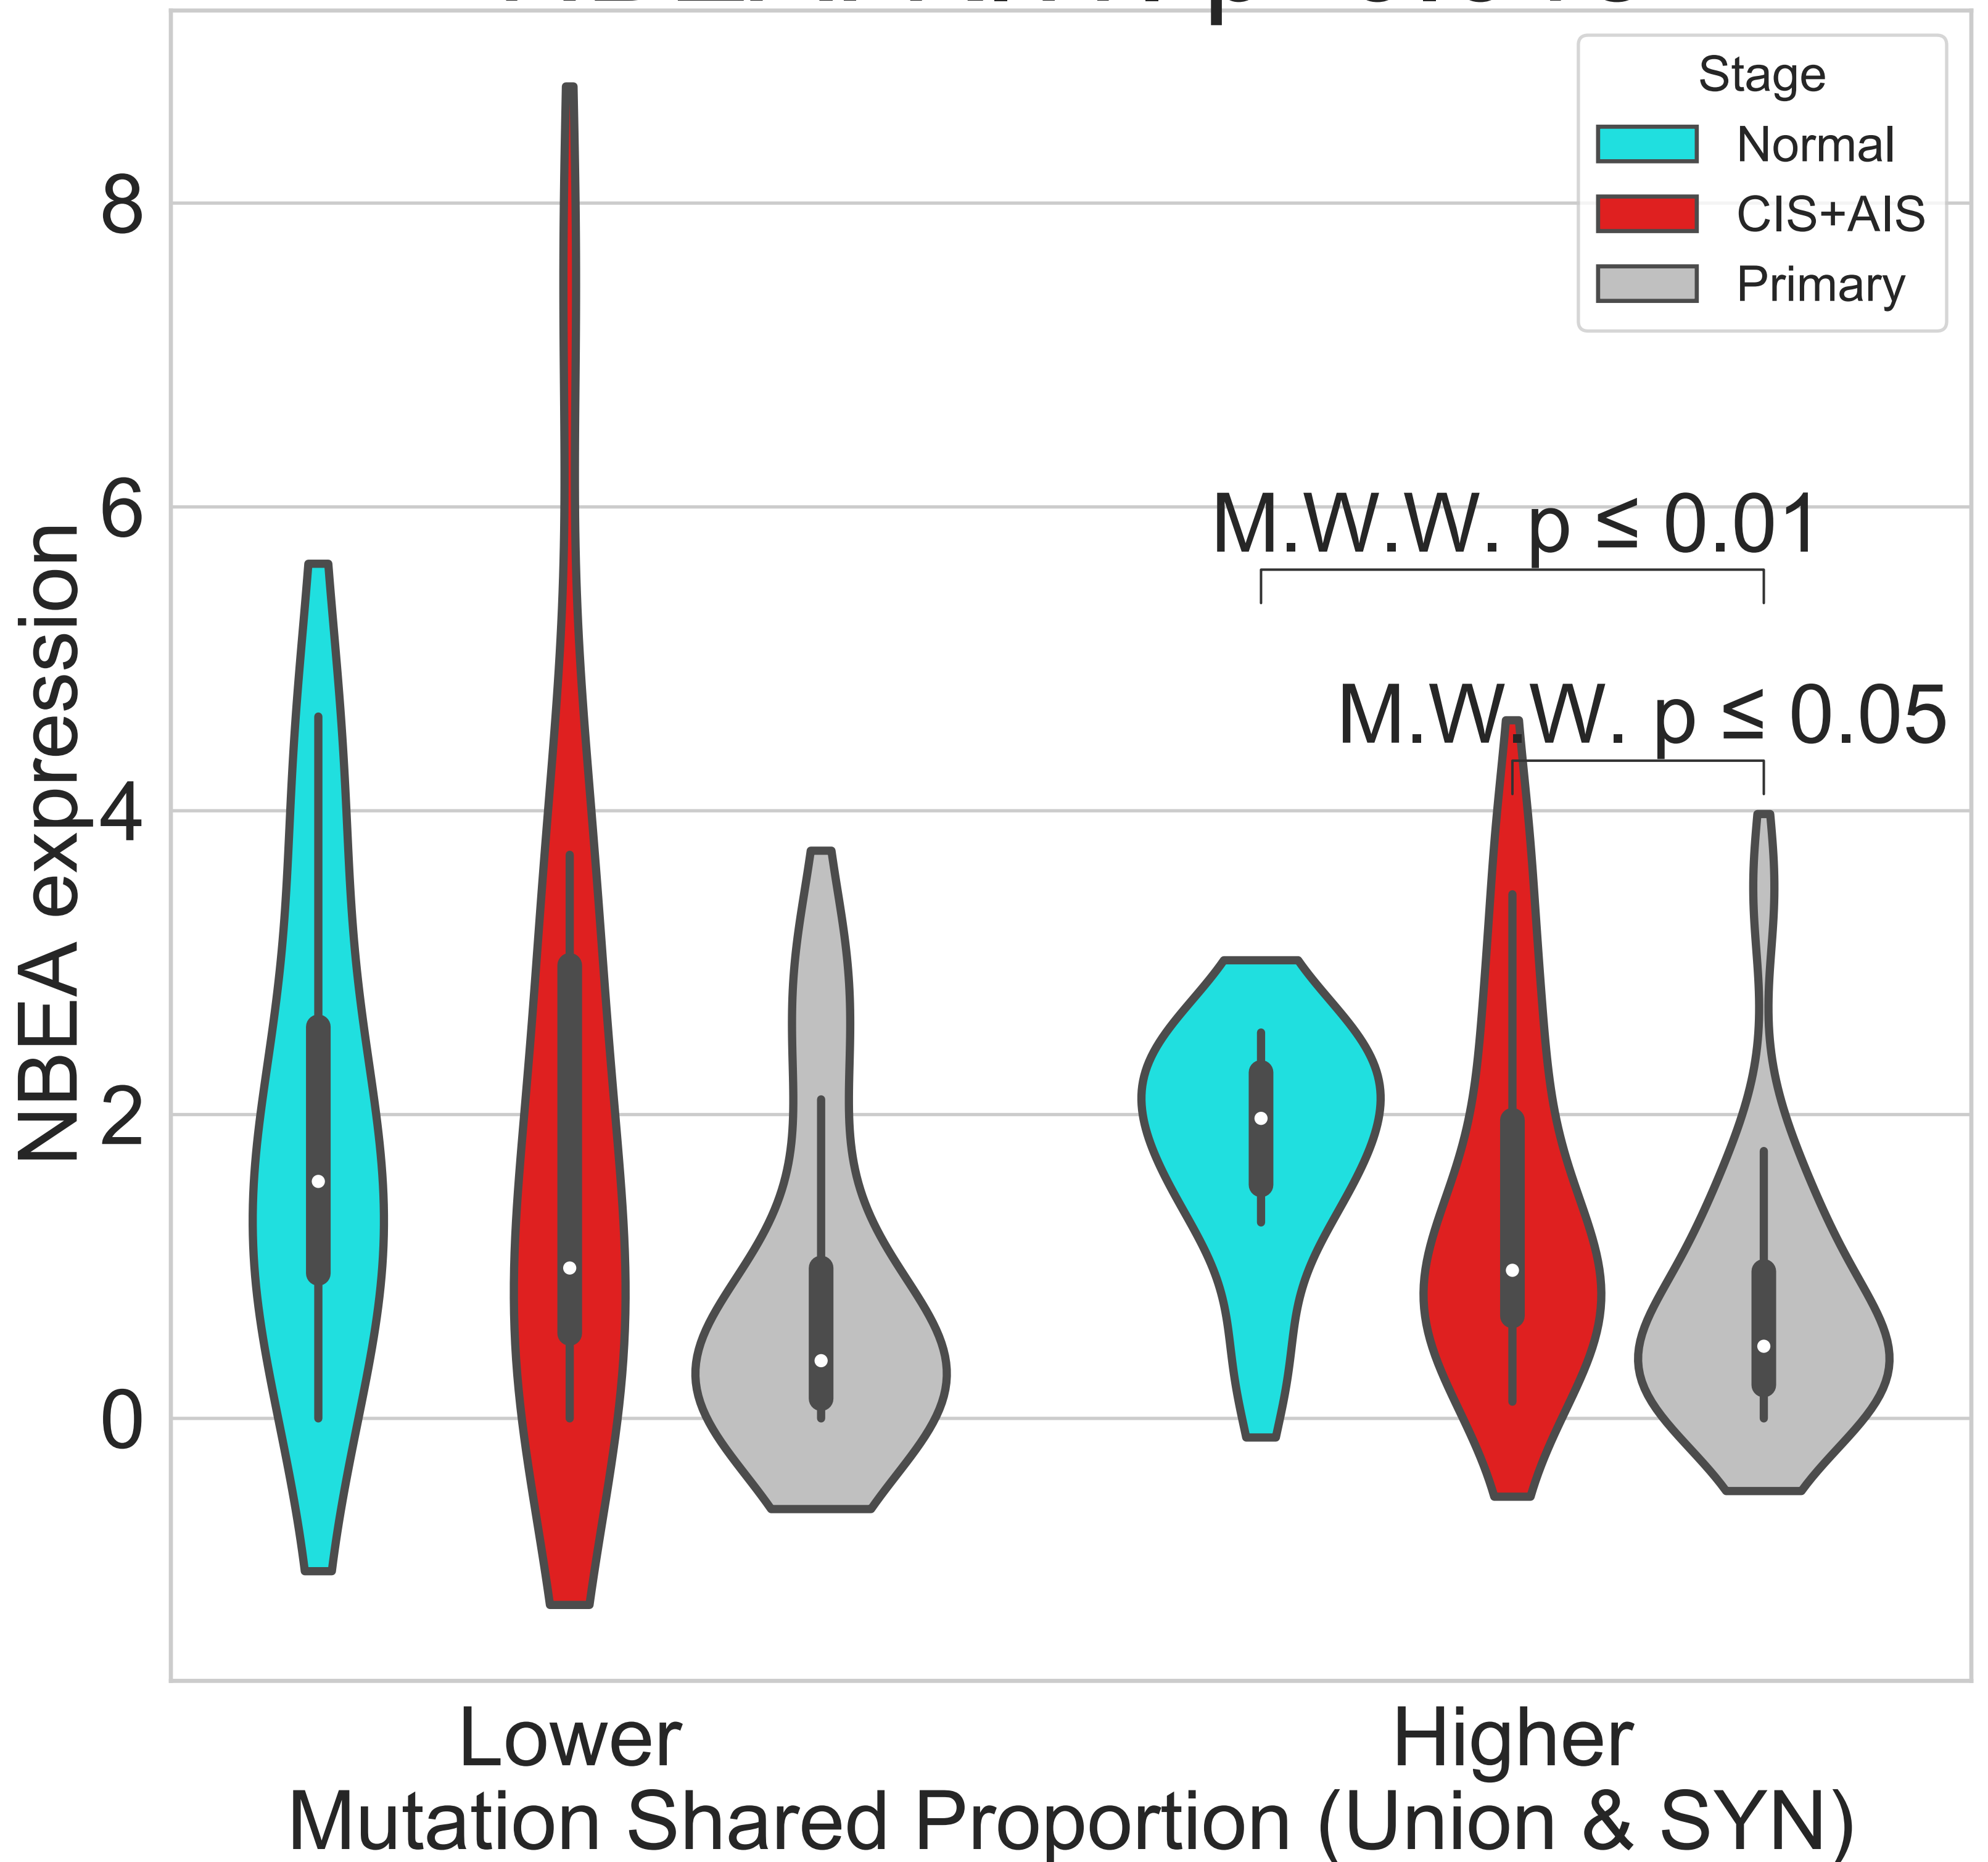 Stage
Normal
CIS+AIS
Primary
8
6
4
2
0
NBEA expression
M.W.W. p ≤ 0.01
M.W.W. p ≤ 0.05
Lower
Higher
Mutation Shared Proportion (Union & SYN)